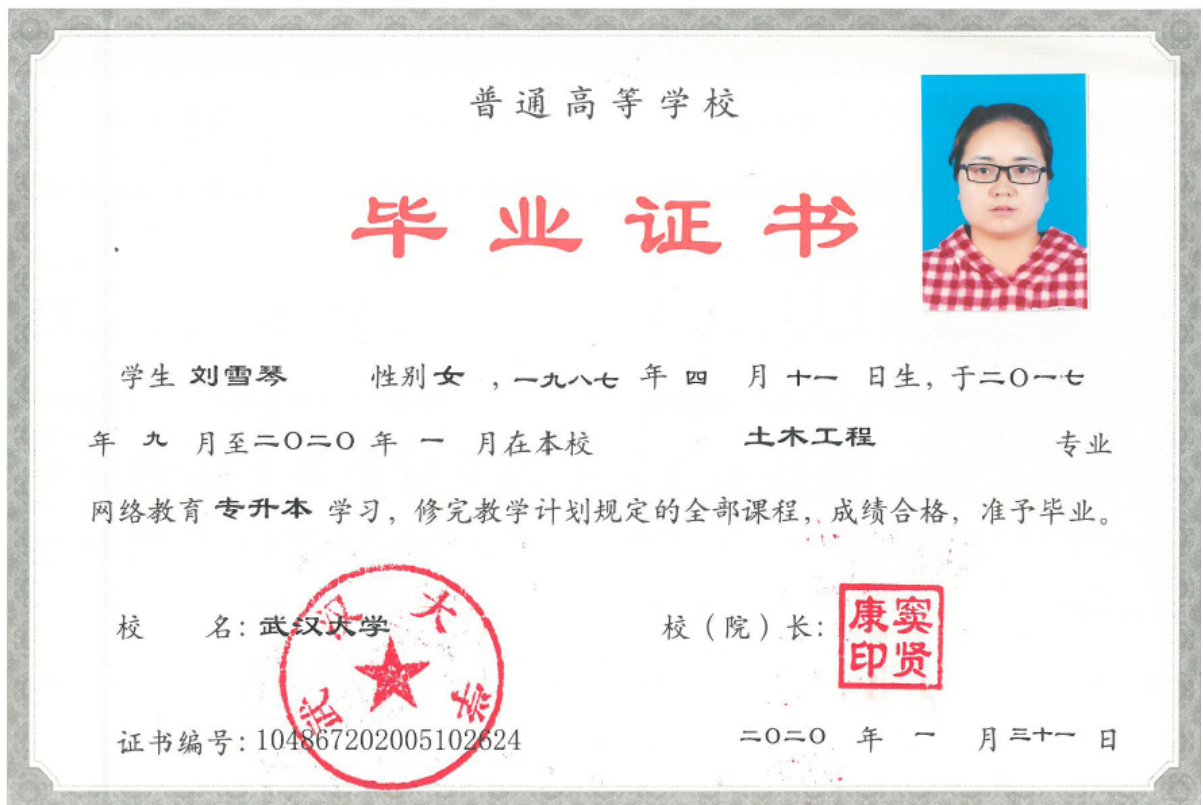 普通高等学校
毕业证书
学生 刘雪琴 性别 女 ，一九八七 年 四 月 十一 日生，于二〇一七
年 九 月至二〇二〇 年 一 月在本校 土木工程 专业
网络教育 专升本 学习，修完教学计划规定的全部课程，成绩合格，准予毕业。
校 名：武汉大学 校（院）长：
武汉大学
窦贤康印
证书编号：104867202005102624 二〇二〇 年 一 月 三十一 日